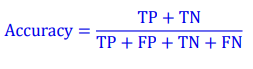 Accuracy = TP + TN
TP + FP + TN + FN